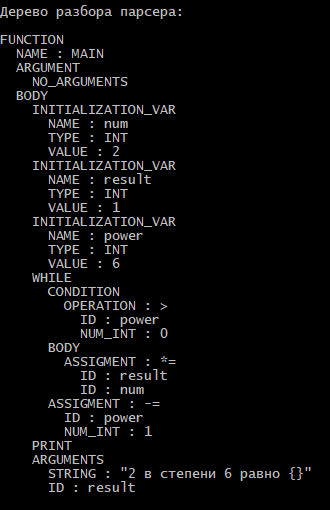 Дерево разбора парсера:

FUNCTION
  NAME : MAIN
  ARGUMENT
    NO_ARGUMENTS
  BODY
    INITIALIZATION_VAR
      NAME : num
      TYPE : INT
      VALUE : 2
    INITIALIZATION_VAR
      NAME : result
      TYPE : INT
      VALUE : 1
    INITIALIZATION_VAR
      NAME : power
      TYPE : INT
      VALUE : 6
    WHILE
      CONDITION
        OPERATION : >
          ID : power
          NUM_INT : 0
      BODY
        ASSIGMENT : *=
          ID : result
          ID : num
      ASSIGMENT : -=
        ID : power
        NUM_INT : 1
    PRINT
    ARGUMENTS
      STRING : "2 в степени 6 равно {}"
      ID : result